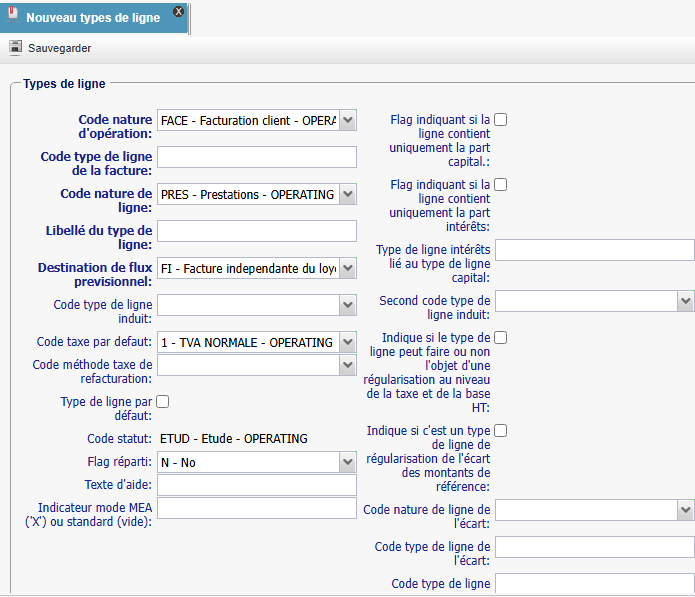 Nouveau types de ligne
Sauvegarder
Types de ligne
Code nature
d'opération:
FACE - Facturation client - OPERA
Code type de ligne
de la facture:
Code nature de
ligne:
PRES - Prestations - OPERATING
Libellé du type de
ligne:
Destination de flux
previsionnel:
FI - Facture independante du loye
Code type de ligne
induit:
Code taxe par defaut:
1 - TVA NORMALE - OPERATING
Code méthode taxe de
refacturation:
Type de ligne par
défaut:
Code statut:
ETUD - Etude - OPERATING
Flag réparti:
N - No
Texte d'aide:
Indicateur mode MEA
('X') ou standard (vide):
Flag indiquant si la
ligne contient
uniquement la part
capital.:
Flag indiquant si la
ligne contient
uniquement la part
intérêts:
Type de ligne intérêts
lié au type de ligne
capital:
Second code type de
ligne induit:
Indique si le type de
ligne peut faire ou non
l'objet d'une
régularisation au niveau
de la taxe et de la base
HT:
Indique si c'est un type
de ligne de
régularisation de l'écart
des montants de
référence:
Code nature de ligne de
l'écart:
Code type de ligne de
l'écart:
Code type de ligne